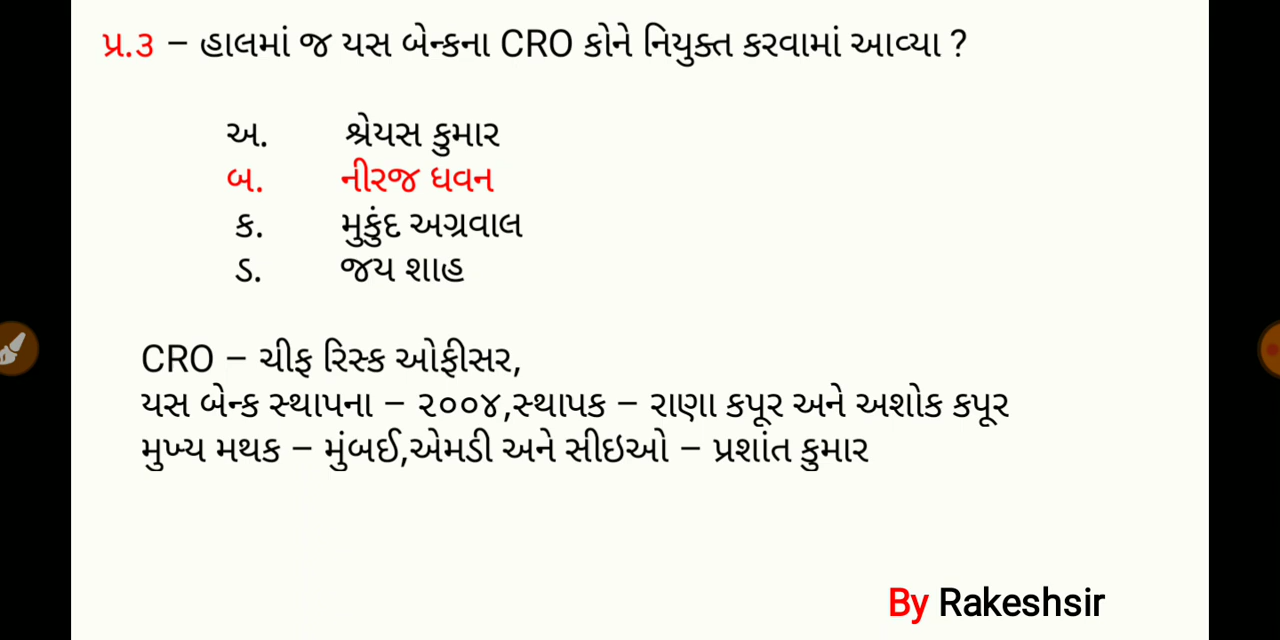 પ્ર.૩ – હાલમાં જ યસ બેન્કના CRO કોને નિયુક્ત કરવામાં આવ્યા ?
અ. શ્રેયસ કુમાર
બ. નીરજ ધવન
ક. મુકુંદ અગ્રવાલ
ડ. જય શાહ
CRO – ચીફ રિસ્ક ઓફીસર,
યસ બેન્ક સ્થાપના – ૨૦૦૪,સ્થાપક – રાણા કપૂર અને અશોક કપૂર
મુખ્ય મથક – મુંબઈ,એમડી અને સીઇઓ – પ્રશાંત કુમાર
By Rakeshsir